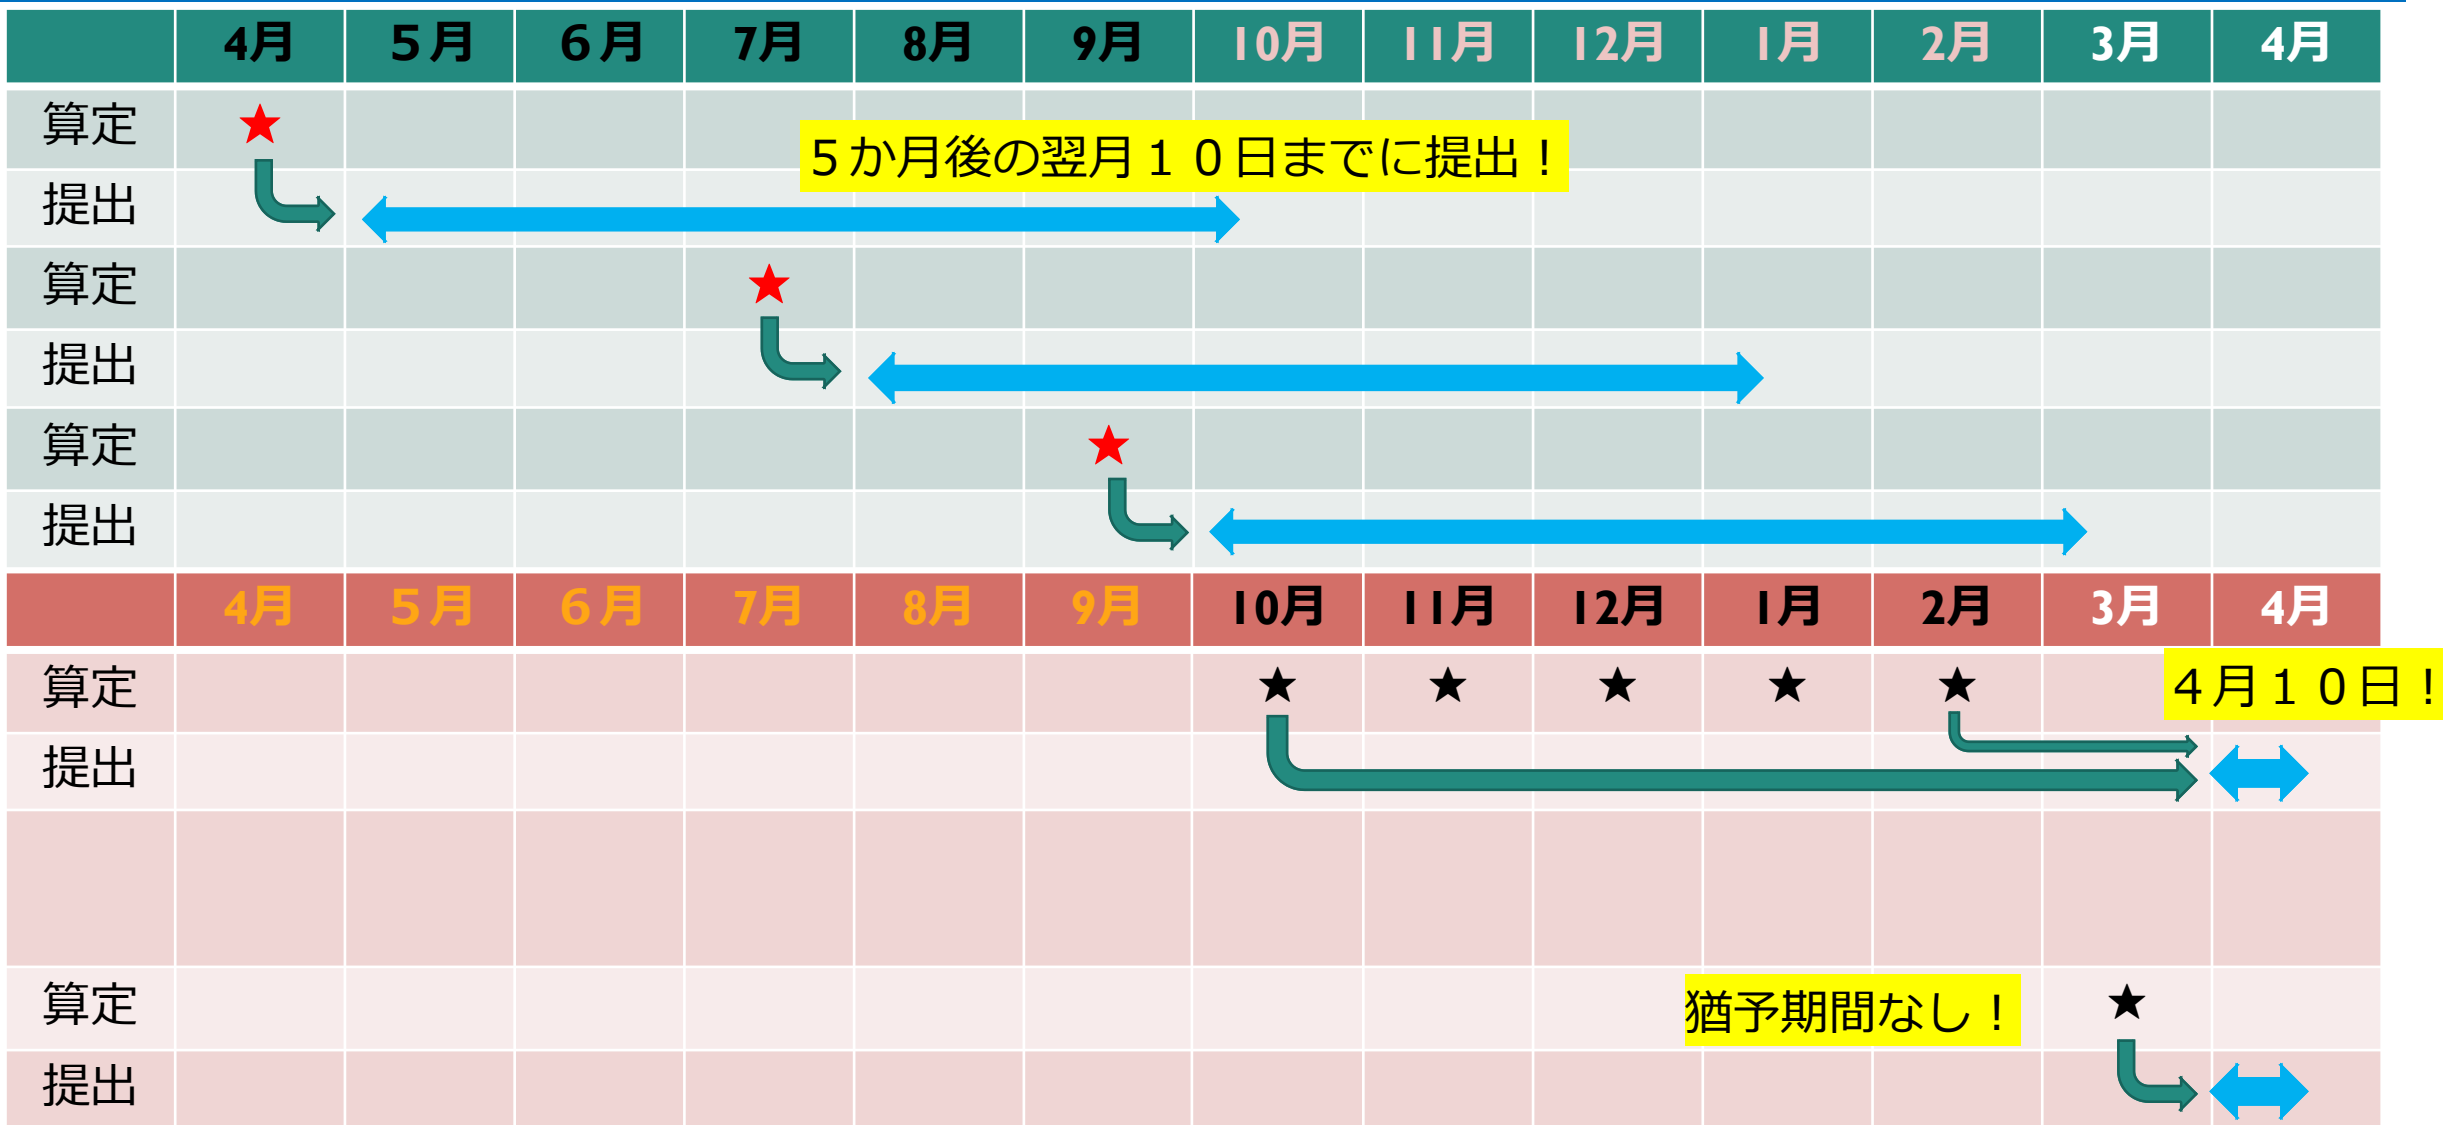 4月 ５月 ６月 7月 8月 9月 10月 11月 12月 1月 2月 3月 4月
算定
５か月後の翌月１０日までに提出！
提出
算定
提出
算定
提出
4月 ５月 ６月 7月 8月 9月 10月 11月 12月 1月 2月 3月 4月
算定
４月１０日！
提出
算定
猶予期間なし！
提出